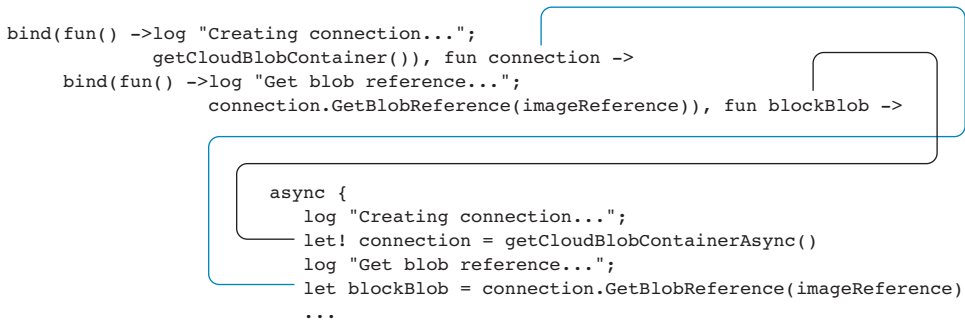 bind(fun() ->log "Creating connection...";
getCloudBlobContainer()), fun connection ->
bind(fun() ->log "Get blob reference...";
connection.GetBlobReference(imageReference)), fun blockBlob ->
async {
log "Creating connection...";
let! connection = getCloudBlobContainerAsync()
log "Get blob reference...";
let blockBlob = connection.GetBlobReference(imageReference)
...